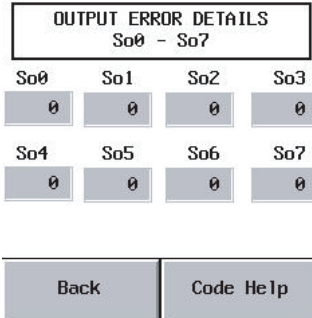 OUTPUT ERROR DETAILS
So0 - So7
So0 So1 So2 So3
0 0 0 0
So4 So5 So6 So7
0 0 0 0
Back Code Help